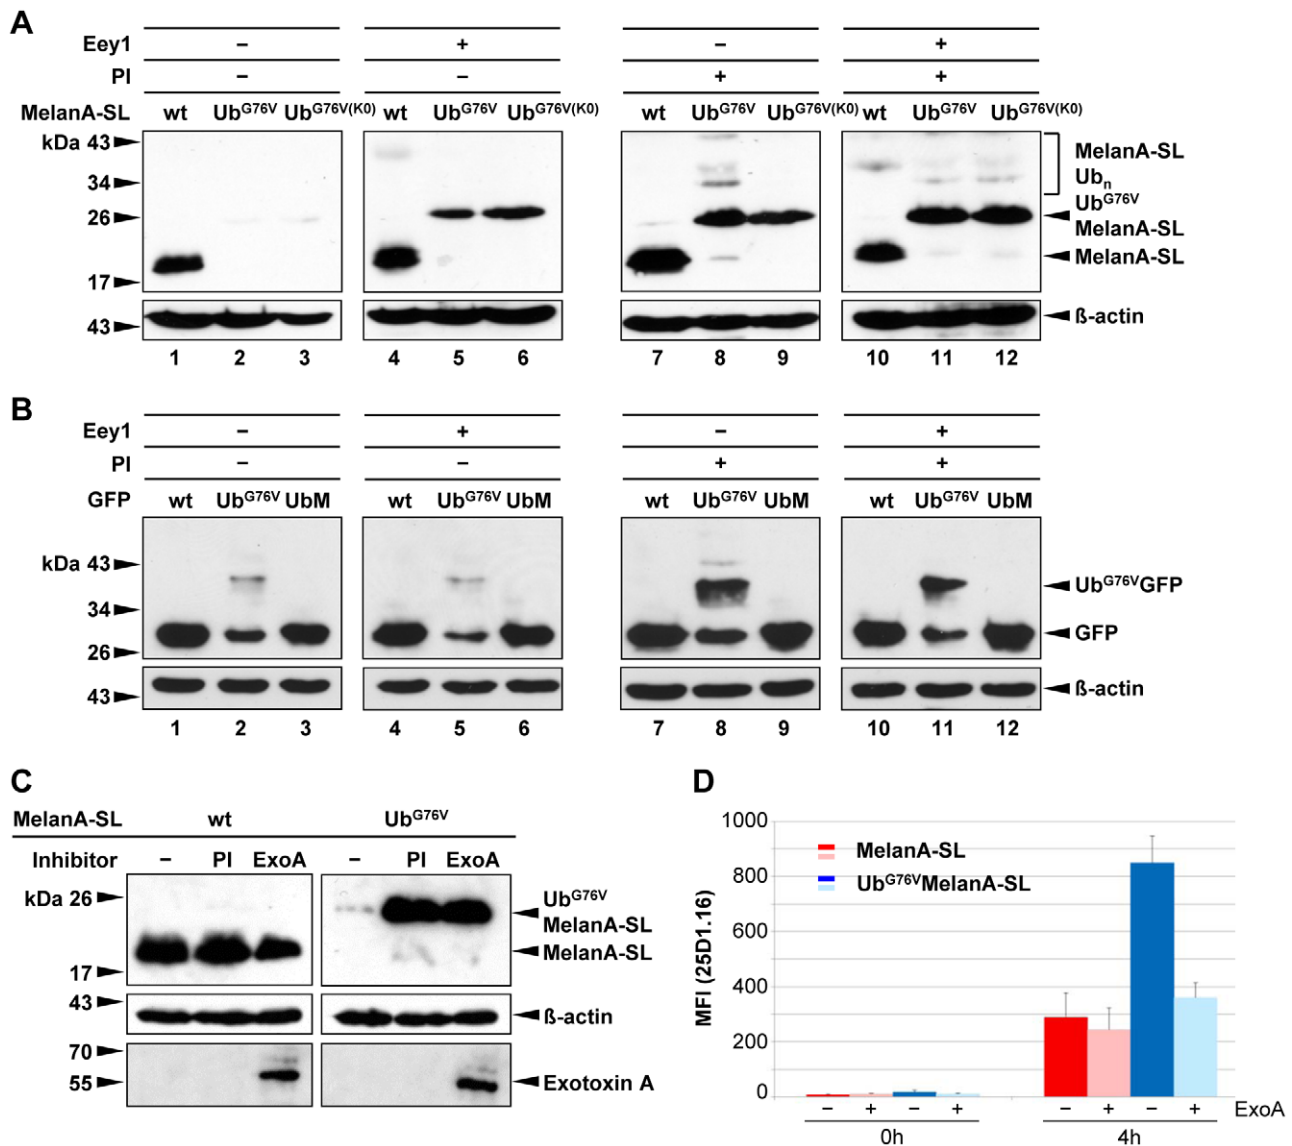 A
Eey1 – + – +
PI – – + +
MelanA-SL wt UbG76V UbG76V(K0) wt UbG76V UbG76V(K0) wt UbG76V UbG76V(K0) wt UbG76V UbG76V(K0)
kDa 43
34
26
17
MelanA-SL
Ubn
UbG76V
MelanA-SL
MelanA-SL
43
ß-actin
1 2 3 4 5 6 7 8 9 10 11 12
B
Eey1 – + – +
PI – – + +
GFP wt UbG76V UbM wt UbG76V UbM wt UbG76V UbM wt UbG76V UbM
kDa 43
34
26
UbG76VGFP
GFP
43
ß-actin
1 2 3 4 5 6 7 8 9 10 11 12
C
MelanA-SL wt UbG76V
Inhibitor – PI ExoA – PI ExoA
kDa 26
17
UbG76V
MelanA-SL
MelanA-SL
43
ß-actin
70
55
Exotoxin A
D
1000
800
600
400
200
0
MFI (25D1.16)
MelanA-SL
UbG76VMelanA-SL
– + – + – + – + ExoA
0h 4h